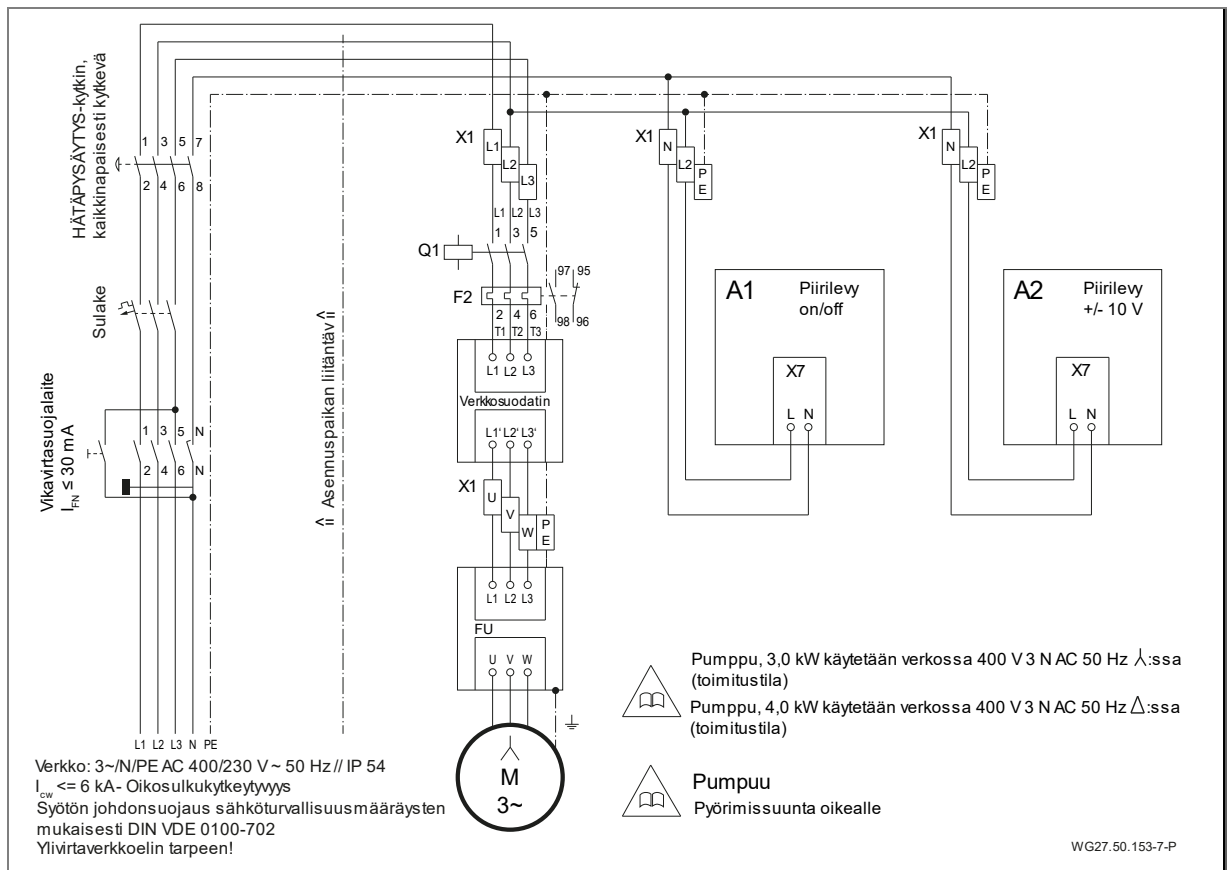 HÄTÄPYSÄYTYS-kytkin,
kaikkinapaisesti kytkevä
1 3 5 7
2 4 6 8
Sulake
Vikavirtasuojalaite
I_FN ≤ 30 mA
1 3 5 N
2 4 6 N
îi Asennuspaikan liitäntäv îi
L1 L2 L3 N PE
X1
L1
L2
L3
L1 L2 L3
1 3 5
Q1
97 95
F2
98 96
2 4 6
T1 T2 T3
L1 L2 L3
Verkkosuodatin
L1' L2' L3'
X1
U
V
W
P
E
L1 L2 L3
FU
U V W
M
3~
X1
N
L2
P
E
A1
Piirilevy
on/off
X7
L N
X1
N
L2
P
E
A2
Piirilevy
+/- 10 V
X7
L N
Pumppu, 3,0 kW käytetään verkossa 400 V 3 N AC 50 Hz ⅄:ssa
(toimitustila)
Pumppu, 4,0 kW käytetään verkossa 400 V 3 N AC 50 Hz △:ssa
(toimitustila)
Pumpuu
Pyörimissuunta oikealle
Verkko: 3~/N/PE AC 400/230 V ~ 50 Hz // IP 54
I_cw <= 6 kA - Oikosulkukytkeytyvyys
Syötön johdonsuojaus sähköturvallisuusmääräysten
mukaisesti DIN VDE 0100-702
Ylivirtaverkkoelin tarpeen!
WG27.50.153-7-P